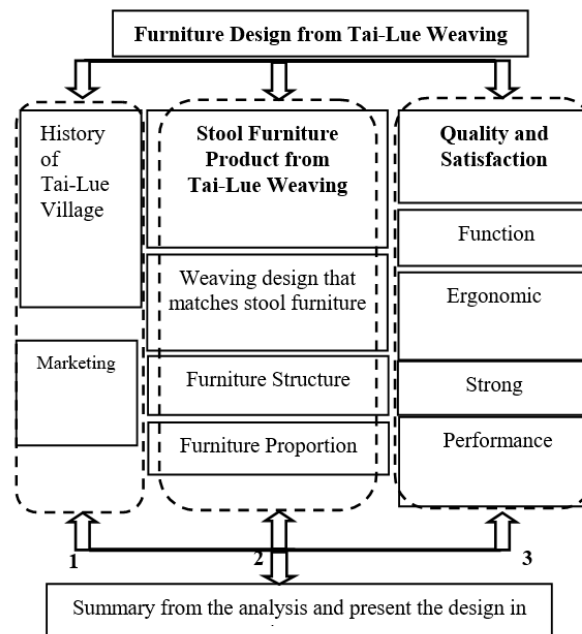 Furniture Design from Tai-Lue Weaving
History
of
Tai-Lue
Village
Marketing
Stool Furniture
Product from
Tai-Lue Weaving
Weaving design that
matches stool furniture
Furniture Structure
Furniture Proportion
Quality and
Satisfaction
Function
Ergonomic
Strong
Performance
1
2
3
Summary from the analysis and present the design in